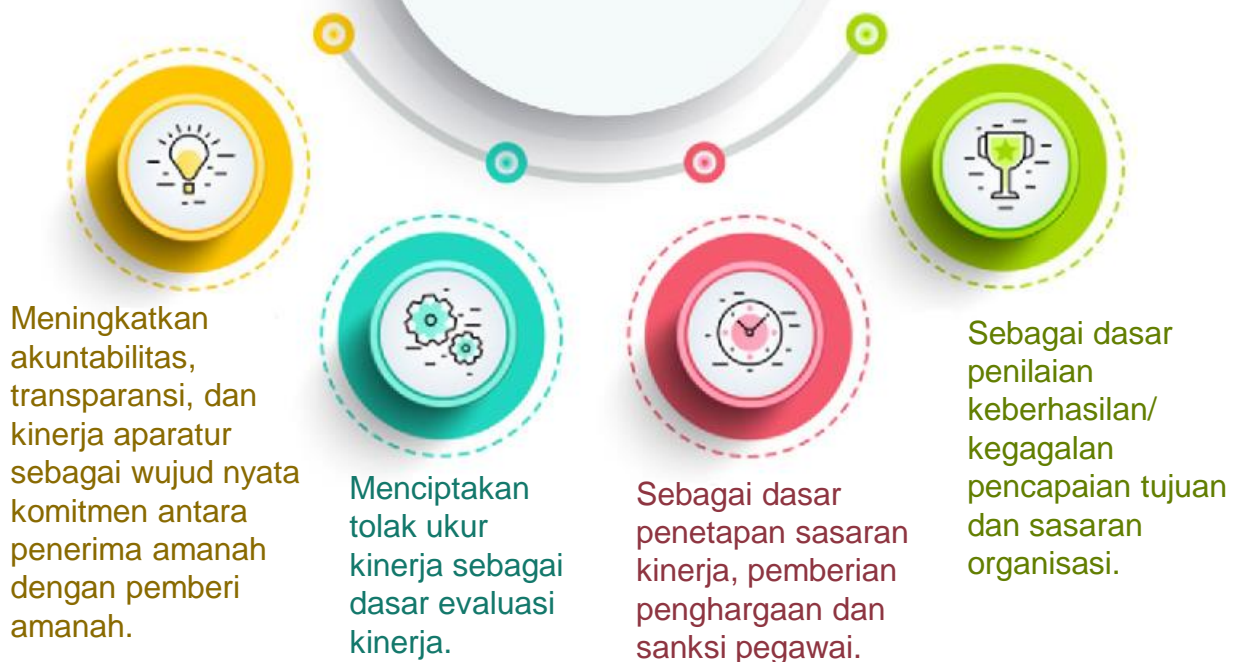 Meningkatkan
akuntabilitas,
transparansi, dan
kinerja aparatur
sebagai wujud nyata
komitmen antara
penerima amanah
dengan pemberi
amanah.
Menciptakan
tolak ukur
kinerja sebagai
dasar evaluasi
kinerja.
Sebagai dasar
penetapan sasaran
kinerja, pemberian
penghargaan dan
sanksi pegawai.
Sebagai dasar
penilaian
keberhasilan/
kegagalan
pencapaian tujuan
dan sasaran
organisasi.